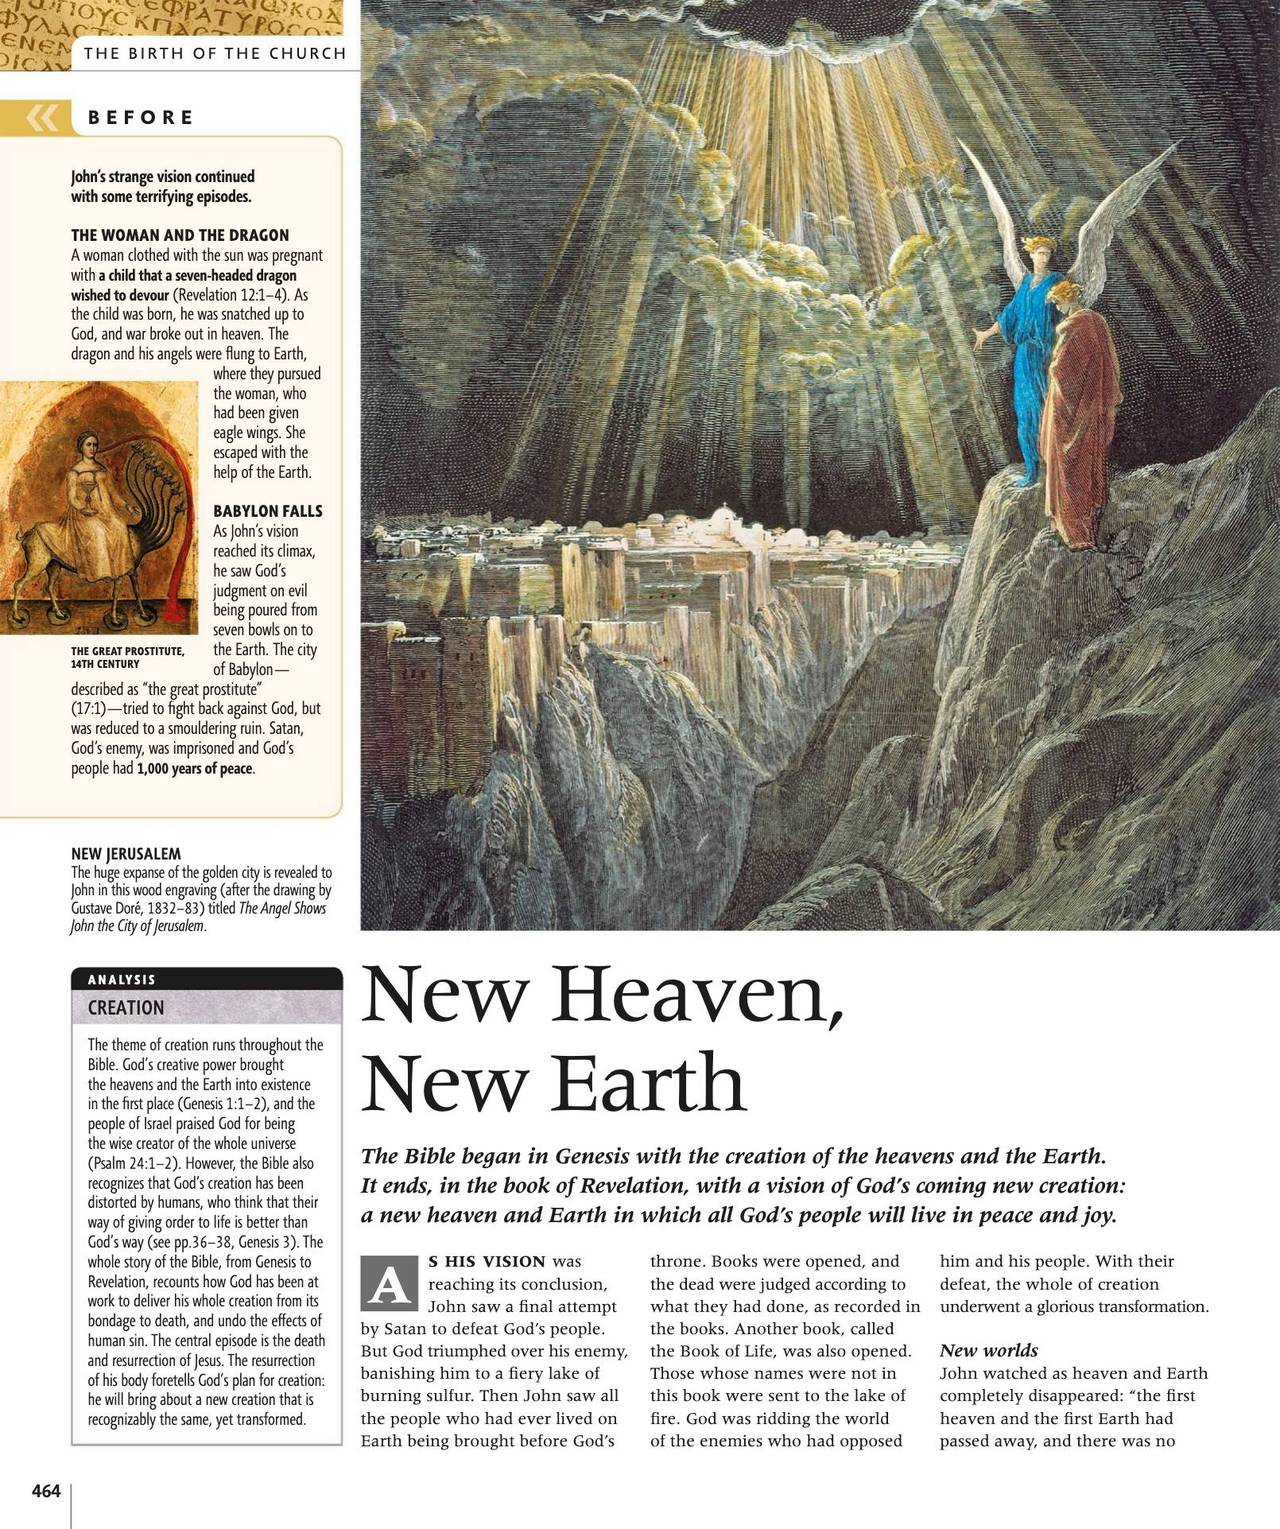 THE BIRTH OF THE CHURCH
BEFORE
John’s strange vision continued
with some terrifying episodes.
THE WOMAN AND THE DRAGON
A woman clothed with the sun was pregnant
with a child that a seven-headed dragon
wished to devour (Revelation 12:1–4). As
the child was born, he was snatched up to
God, and war broke out in heaven. The
dragon and his angels were flung to Earth,
where they pursued
the woman, who
had been given
eagle wings. She
escaped with the
help of the Earth.
BABYLON FALLS
As John’s vision
reached its climax,
he saw God’s
judgment on evil
being poured from
seven bowls on to
the Earth. The city
of Babylon—
described as “the great prostitute”
(17:1)—tried to fight back against God, but
was reduced to a smouldering ruin. Satan,
God’s enemy, was imprisoned and God’s
people had 1,000 years of peace.
THE GREAT PROSTITUTE,
14TH CENTURY
NEW JERUSALEM
The huge expanse of the golden city is revealed to
John in this wood engraving (after the drawing by
Gustave Doré, 1832–83) titled The Angel Shows
John the City of Jerusalem.
ANALYSIS
CREATION
The theme of creation runs throughout the
Bible. God’s creative power brought
the heavens and the Earth into existence
in the first place (Genesis 1:1–2), and the
people of Israel praised God for being
the wise creator of the whole universe
(Psalm 24:1–2). However, the Bible also
recognizes that God’s creation has been
distorted by humans, who think that their
way of giving order to life is better than
God’s way (see pp.36–38, Genesis 3). The
whole story of the Bible, from Genesis to
Revelation, recounts how God has been at
work to deliver his whole creation from its
bondage to death, and undo the effects of
human sin. The central episode is the death
and resurrection of Jesus. The resurrection
of his body foretells God’s plan for creation:
he will bring about a new creation that is
recognizably the same, yet transformed.
New Heaven,
New Earth
The Bible began in Genesis with the creation of the heavens and the Earth.
It ends, in the book of Revelation, with a vision of God’s coming new creation:
a new heaven and Earth in which all God’s people will live in peace and joy.
AS HIS VISION was
reaching its conclusion,
John saw a final attempt
by Satan to defeat God’s people.
But God triumphed over his enemy,
banishing him to a fiery lake of
burning sulfur. Then John saw all
the people who had ever lived on
Earth being brought before God’s
throne. Books were opened, and
the dead were judged according to
what they had done, as recorded in
the books. Another book, called
the Book of Life, was also opened.
Those whose names were not in
this book were sent to the lake of
fire. God was ridding the world
of the enemies who had opposed
him and his people. With their
defeat, the whole of creation
underwent a glorious transformation.
New worlds
John watched as heaven and Earth
completely disappeared: “the first
heaven and the first Earth had
passed away, and there was no
464